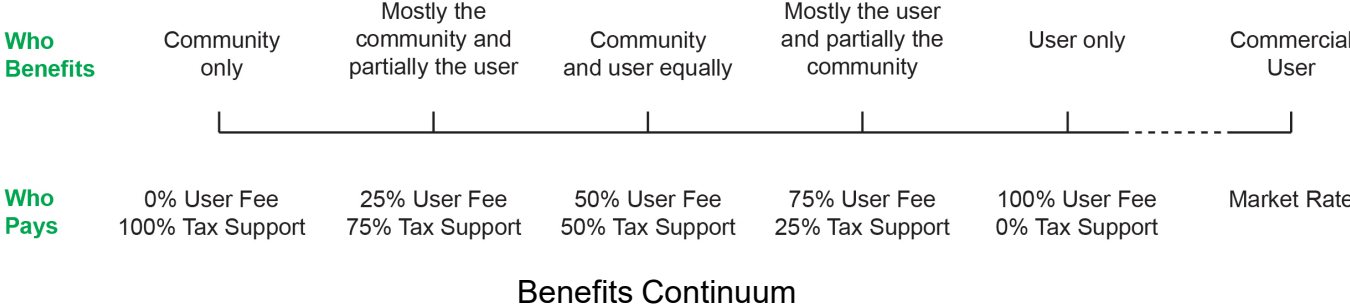 Who
Benefits
Community
only
Mostly the
community and
partially the user
Community
and user equally
Mostly the user
and partially the
community
User only
Commercial
User
Who
Pays
0% User Fee
100% Tax Support
25% User Fee
75% Tax Support
50% User Fee
50% Tax Support
75% User Fee
25% Tax Support
100% User Fee
0% Tax Support
Market Rate
Benefits Continuum